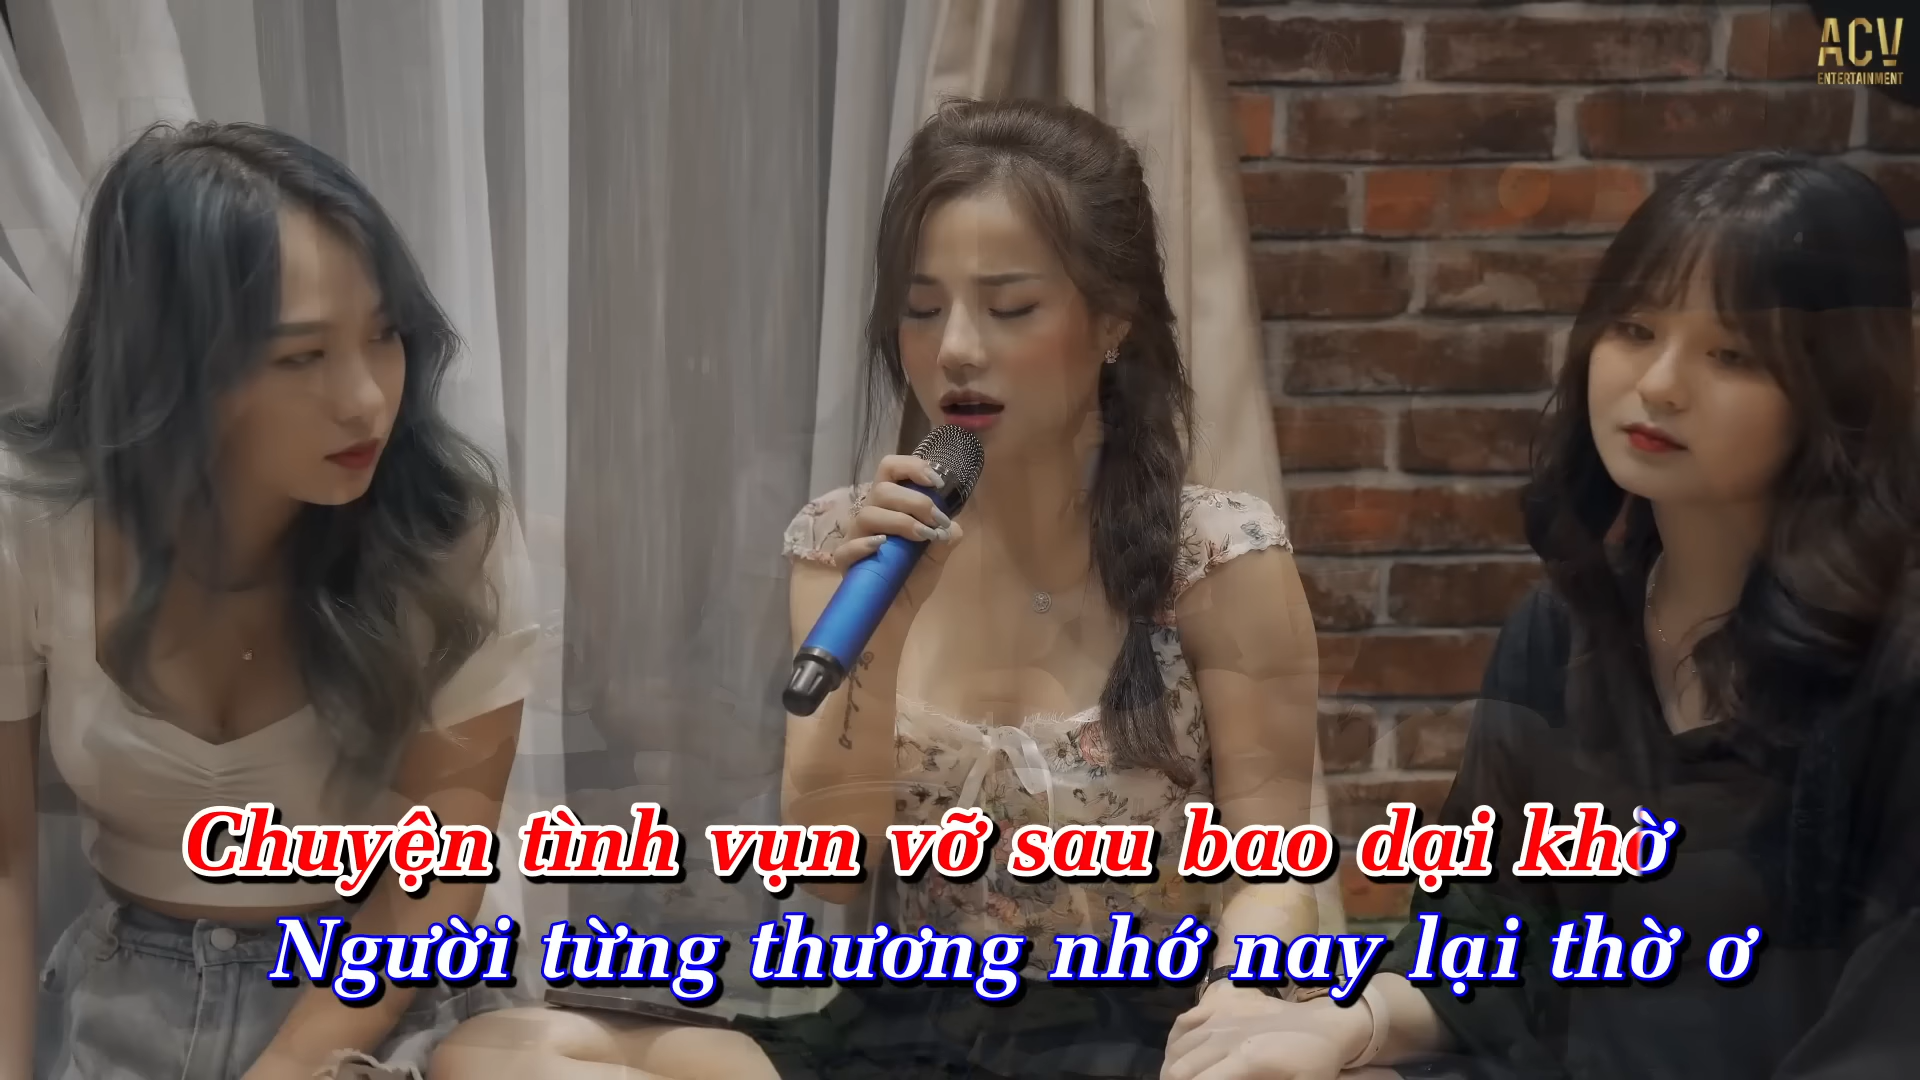 ACV
ENTERTAINMENT
Chuyện tình vụn vỡ sau bao dại khờ
Người từng thương nhớ nay lại thờ ơ